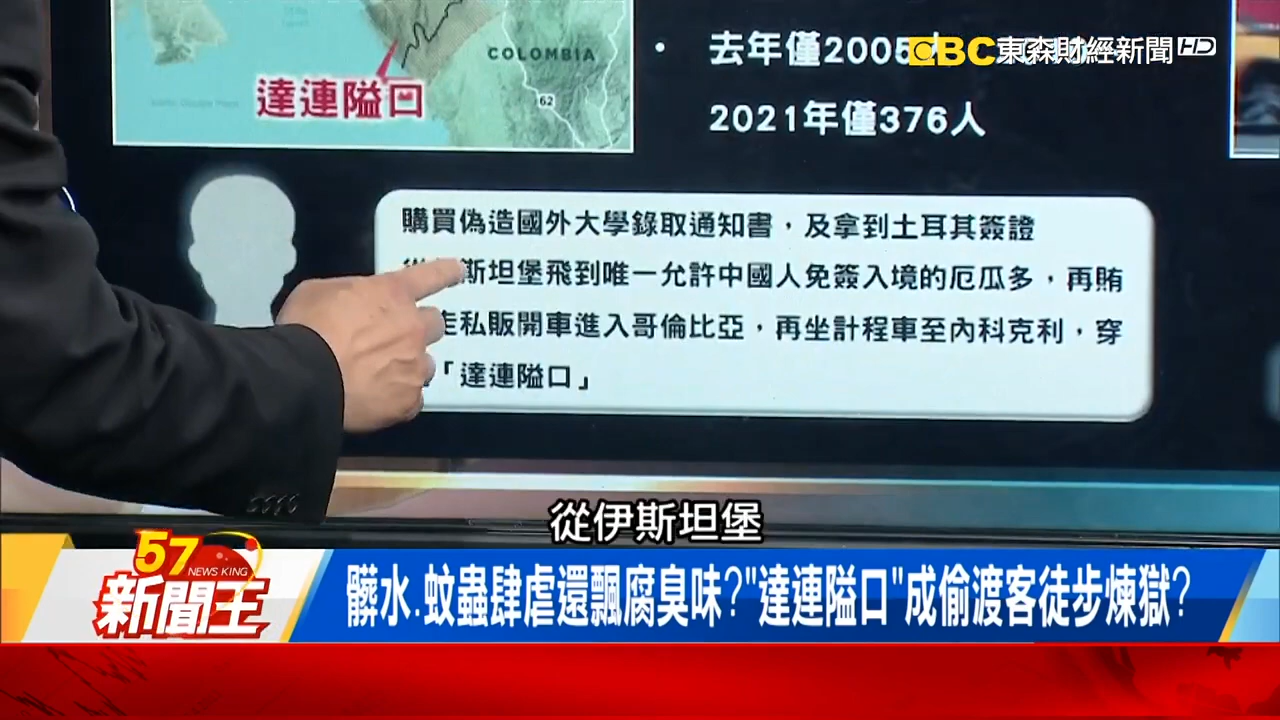 COLOMBIA
達連隘口
62
去年僅2005
EBC 東森財經新聞 HD
2021年僅376人
購買偽造國外大學錄取通知書，及拿到土耳其簽證
斯坦堡飛到唯一允許中國人免簽入境的厄瓜多，再賄
走私販開車進入哥倫比亞，再坐計程車至內科克利，穿
「達連隘口」
從伊斯坦堡
57
NEWS KING
新聞王
髒水.蚊蟲肆虐還飄腐臭味?"達連隘口"成偷渡客徒步煉獄?